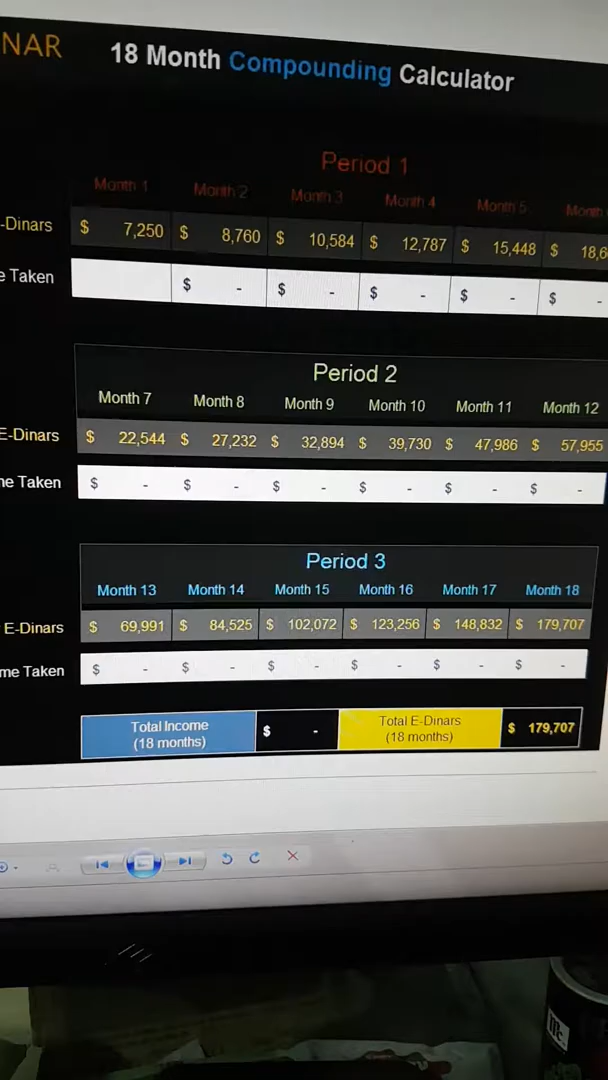 NAR 18 Month Compounding Calculator
Period 1
Month 1 Month 2 Month 3 Month 4 Month 5 Month
-Dinars $ 7,250 $ 8,760 $ 10,584 $ 12,787 $ 15,448 $ 18,6
e Taken $ - $ - $ - $ - $ -
Period 2
Month 7 Month 8 Month 9 Month 10 Month 11 Month 12
E-Dinars $ 22,544 $ 27,232 $ 32,894 $ 39,730 $ 47,986 $ 57,955
me Taken $ - $ - $ - $ - $ - $ -
Period 3
Month 13 Month 14 Month 15 Month 16 Month 17 Month 18
E-Dinars $ 69,991 $ 84,525 $ 102,072 $ 123,256 $ 148,832 $ 179,707
me Taken $ - $ - $ - $ - $ - $ -
Total Income
(18 months)
$ -
Total E-Dinars
(18 months)
$ 179,707